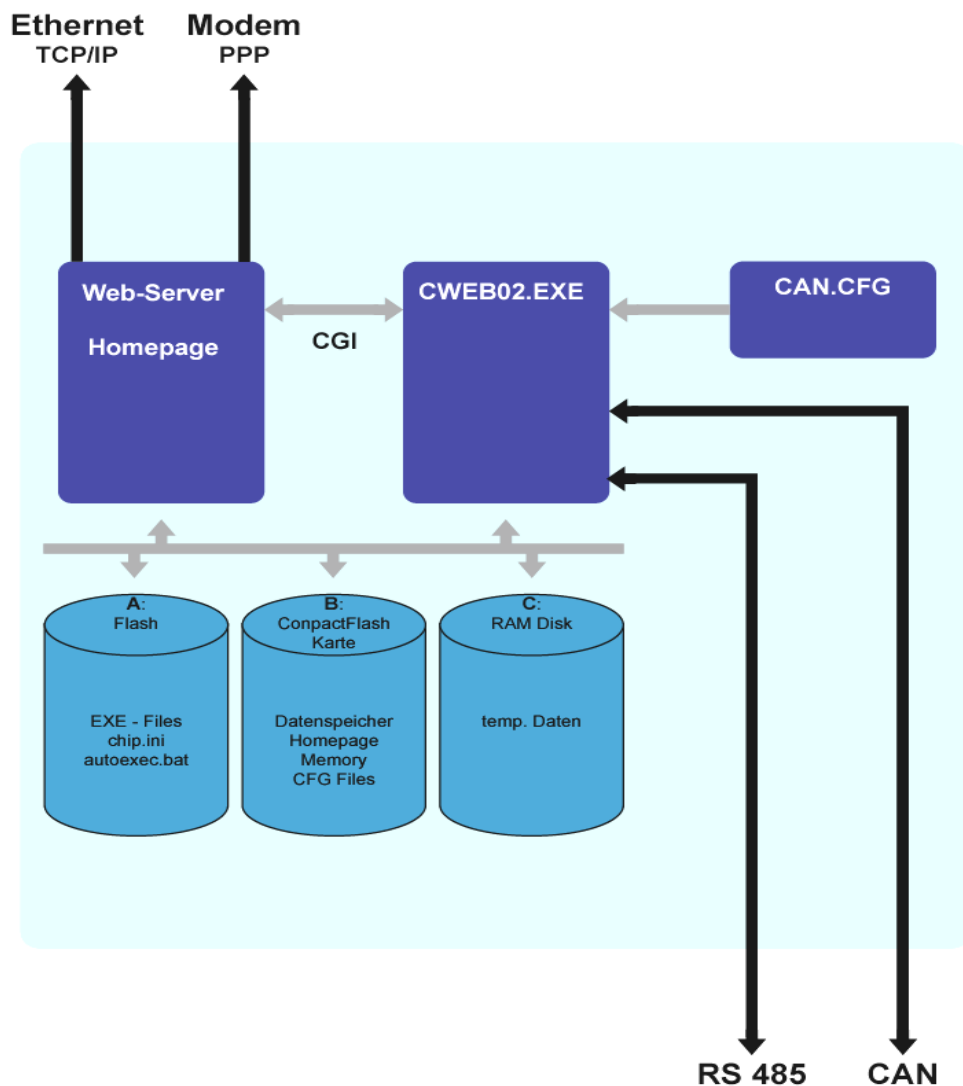 Ethernet
TCP/IP
Modem
PPP
Web-Server
Homepage
CGI
CWEB02.EXE
CAN.CFG
A:
Flash
EXE - Files
chip.ini
autoexec.bat
B:
ConpactFlash
Karte
Datenspeicher
Homepage
Memory
CFG Files
C:
RAM Disk
temp. Daten
RS 485
CAN